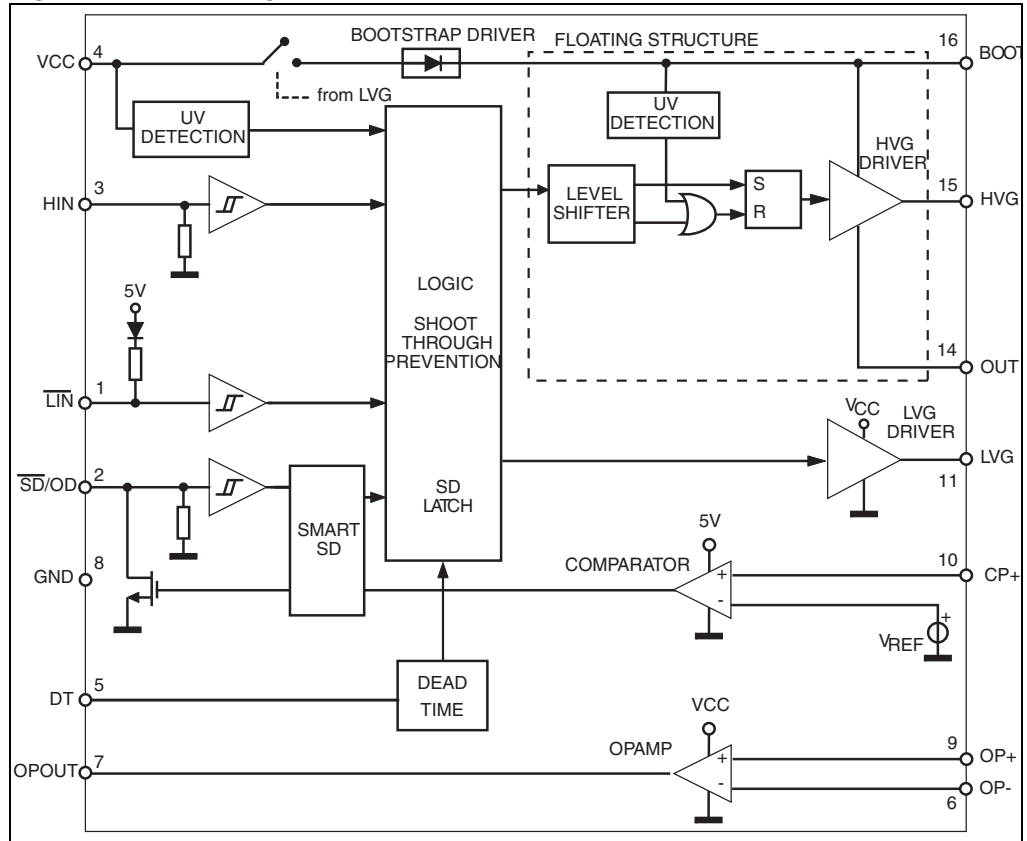 BOOTSTRAP DRIVER
FLOATING STRUCTURE
16
BOOT
4
VCC
from LVG
UV
DETECTION
UV
DETECTION
HVG
DRIVER
3
HIN
LEVEL
SHIFTER
S
R
15
HVG
LOGIC
SHOOT
THROUGH
PREVENTION
5V
14
OUT
1
LIN
VCC
LVG
DRIVER
LVG
11
2
SD/OD
SD
LATCH
SMART
SD
8
GND
5V
COMPARATOR
+
-
10
CP+
+
VREF
5
DT
DEAD
TIME
VCC
7
OPOUT
OPAMP
+
-
9
OP+
OP-
6